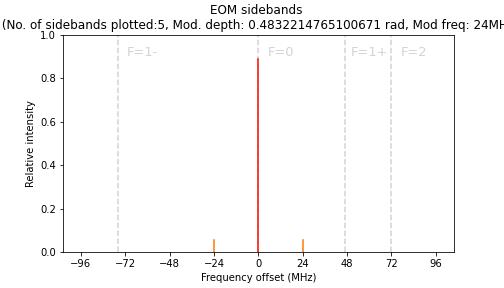 EOM sidebands
(No. of sidebands plotted:5, Mod. depth: 0.4832214765100671 rad, Mod freq: 24MH
1.0
F=1-
F=0
F=1+
F=2
0.8
0.6
0.4
0.2
0.0
Relative intensity
−96
−72
−48
−24
0
24
48
72
96
Frequency offset (MHz)